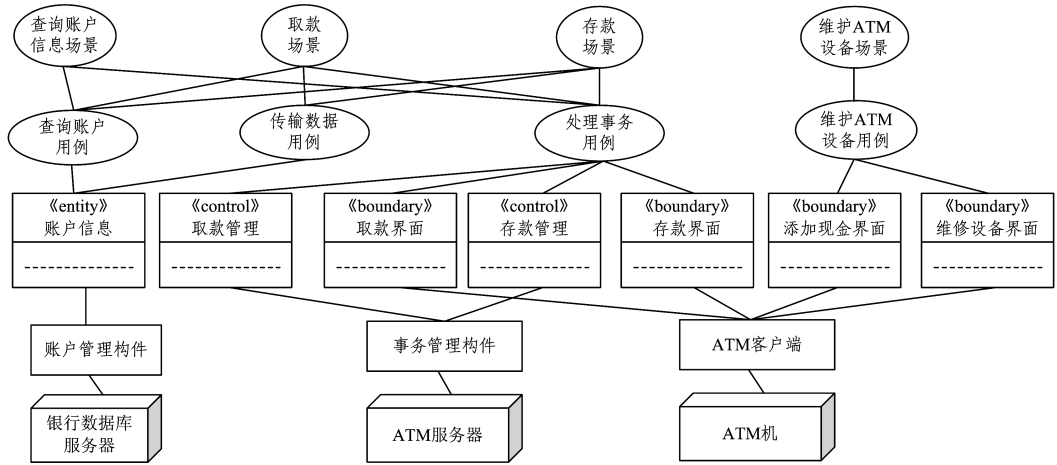 查询账户
信息场景
取款
场景
存款
场景
维护ATM
设备场景
查询账户
用例
传输数据
用例
处理事务
用例
维护ATM
设备用例
《entity》
账户信息
《control》
取款管理
《boundary》
取款界面
《control》
存款管理
《boundary》
存款界面
《boundary》
添加现金界面
《boundary》
维修设备界面
账户管理构件
事务管理构件
ATM客户端
银行数据库
服务器
ATM服务器
ATM机